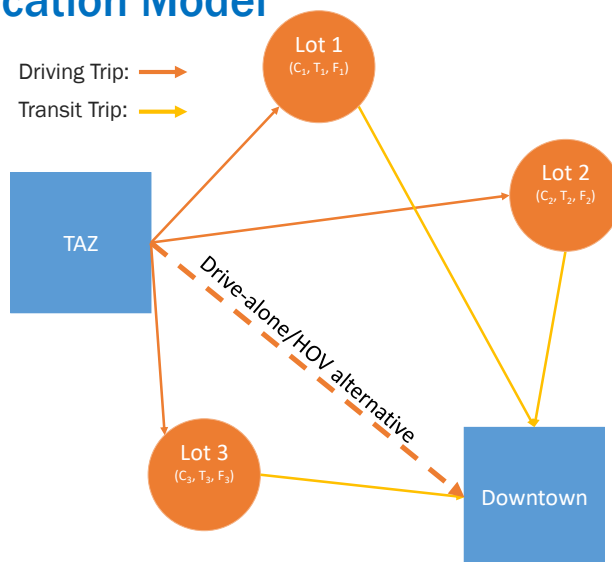 cation Model
Driving Trip:
Transit Trip:
Lot 1
(C₁, T₁, F₁)
Lot 2
(C₂, T₂, F₂)
TAZ
Drive-alone/HOV alternative
Lot 3
(C₃, T₃, F₃)
Downtown